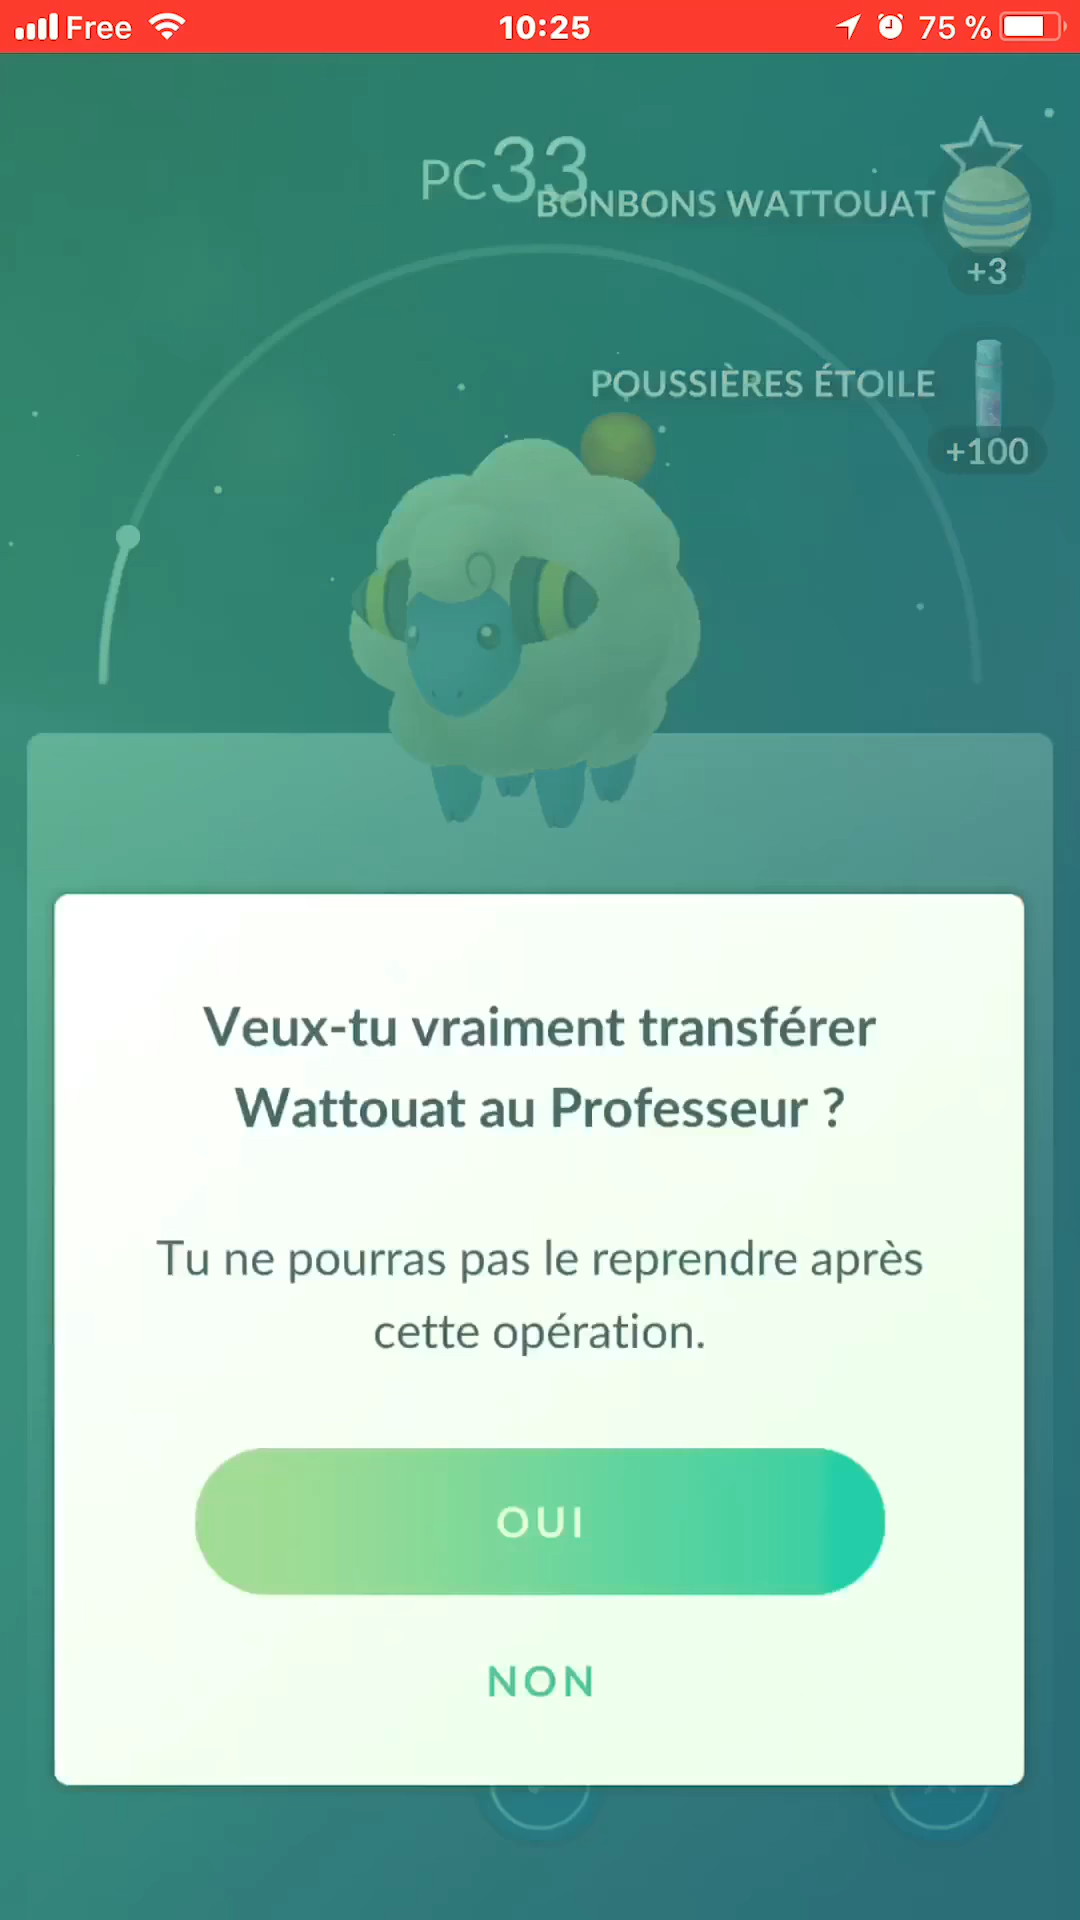 Free 10:25 75 %
PC33
BONBONS WATTOUAT
+3
POUSSIÈRES ÉTOILE
+100
Veux-tu vraiment transférer
Wattouat au Professeur ?
Tu ne pourras pas le reprendre après
cette opération.
OUI
NON